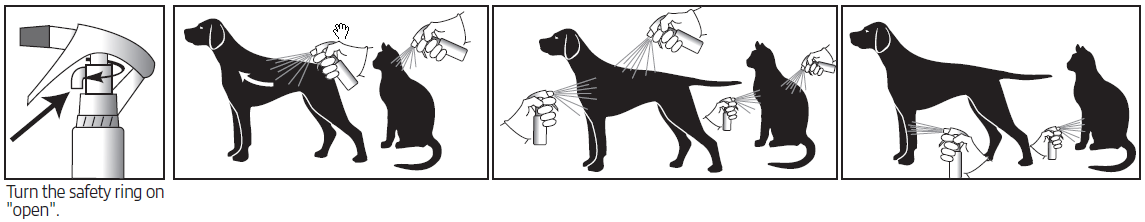 Turn the safety ring on
"open".